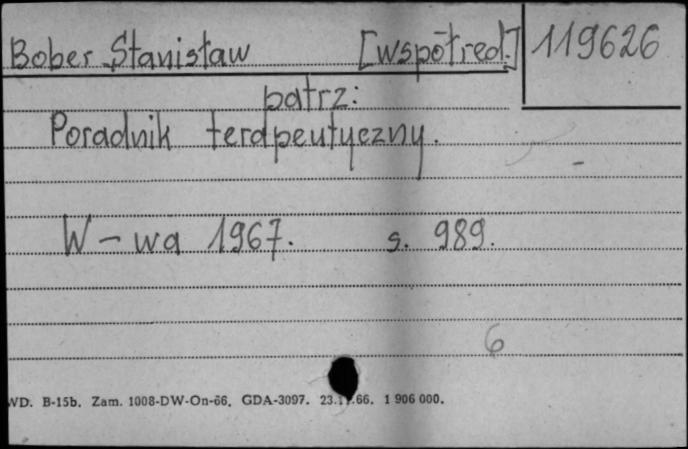 Bober Stanisław [współred.] 119626
patrz:
Poradnik terapeutyczny.
W-wa 1967. s. 989.
6
WD. B-15b. Zam. 1008-DW-On-66. GDA-3097. 1 906 000.